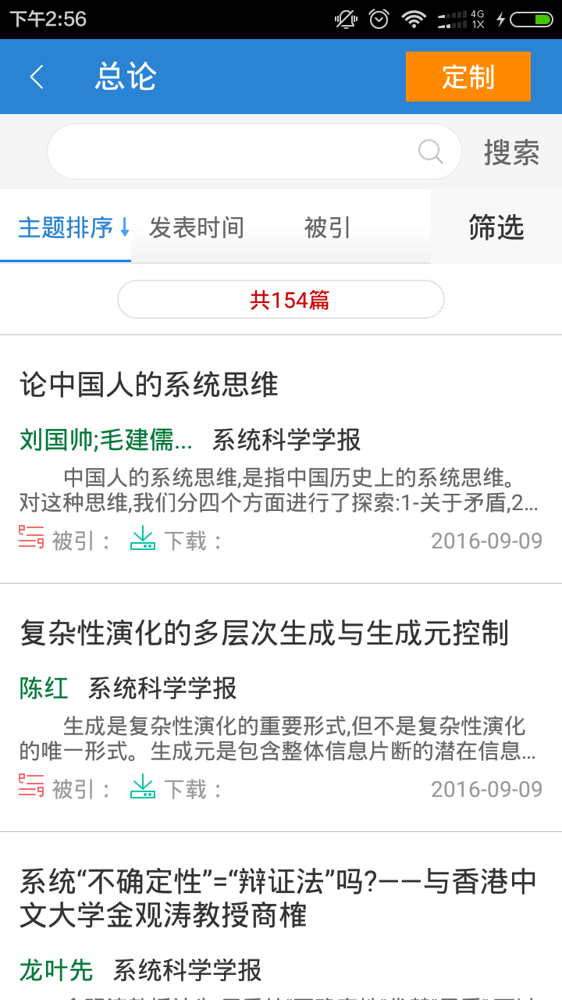 下午2:56
4G
1X
总论
定制
搜索
主题排序↓
发表时间
被引
筛选
共154篇
论中国人的系统思维
刘国帅;毛建儒... 系统科学学报
中国人的系统思维,是指中国历史上的系统思维。
对这种思维,我们分四个方面进行了探索:1-关于矛盾,2...
被引： 下载： 2016-09-09
复杂性演化的多层次生成与生成元控制
陈红 系统科学学报
生成是复杂性演化的重要形式,但不是复杂性演化
的唯一形式。生成元是包含整体信息片断的潜在信息...
被引： 下载： 2016-09-09
系统“不确定性”=“辩证法”吗?——与香港中
文大学金观涛教授商榷
龙叶先 系统科学学报